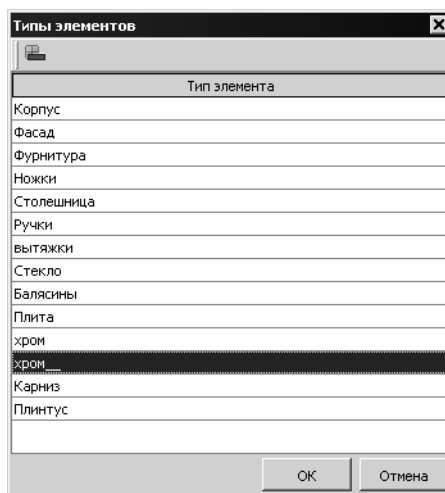 Типы элементов
Тип элемента
Корпус
Фасад
Фурнитура
Ножки
Столешница
Ручки
вытяжки
Стекло
Балясины
Плита
хром
хром__
Карниз
Плинтус
ОК
Отмена